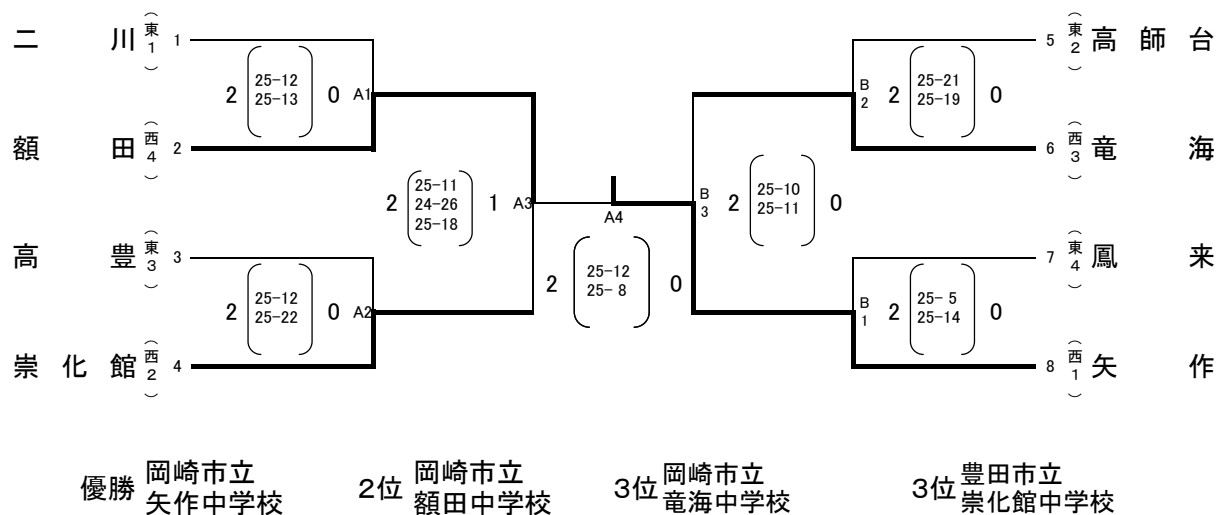 二川 （東1） 1
2 25-12 25-13 0 A1
額田 （西4） 2
2 25-11 24-26 25-18 1 A3
高豊 （東3） 3
2 25-12 25-22 0 A2
崇化館 （西2） 4
A4
2 25-12 25- 8 0
5 （東2） 高師台
B2 2 25-21 25-19 0
6 （西3） 竜海
B3 2 25-10 25-11 0
7 （東4） 鳳来
B1 2 25- 5 25-14 0
8 （西1） 矢作
優勝 岡崎市立 矢作中学校
2位 岡崎市立 額田中学校
3位 岡崎市立 竜海中学校
3位 豊田市立 崇化館中学校